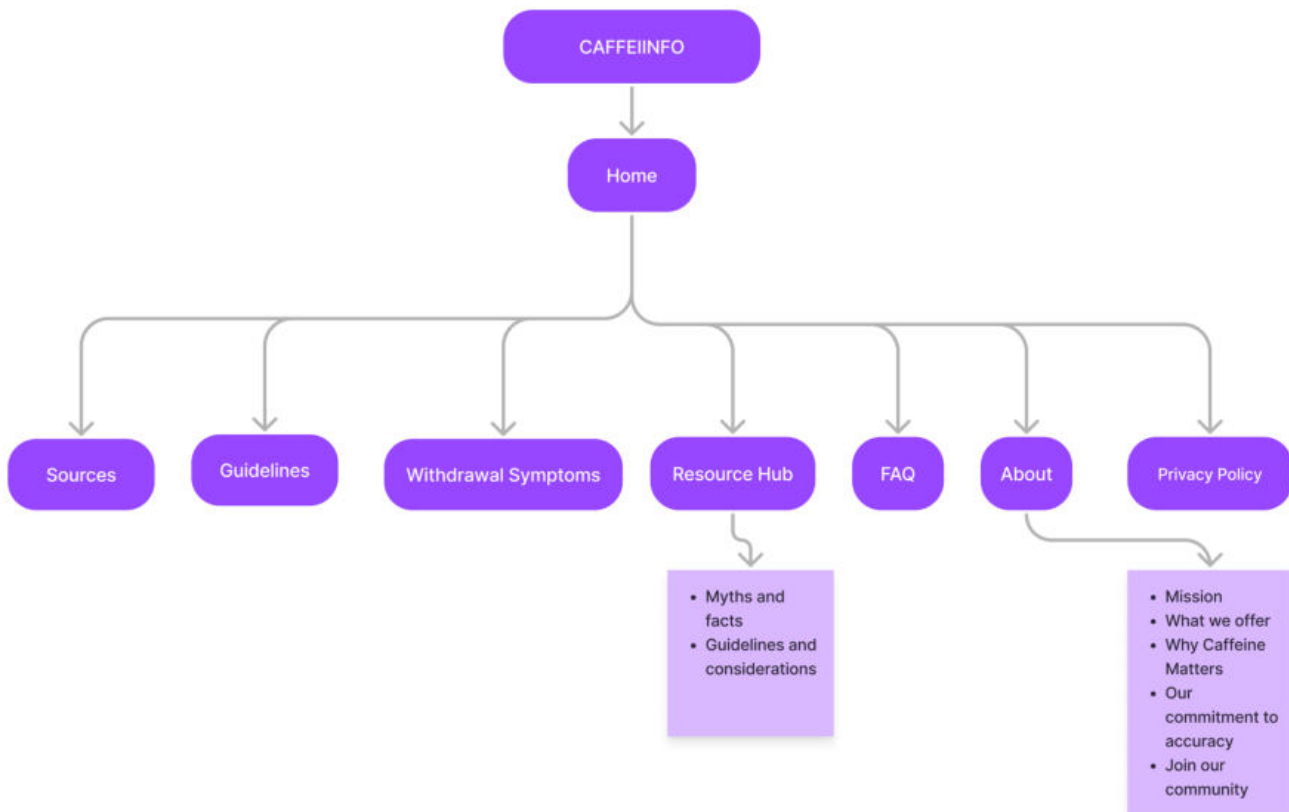 CAFFEIINFO
Home
Sources
Guidelines
Withdrawal Symptoms
Resource Hub
FAQ
About
Privacy Policy
• Myths and
facts
• Guidelines and
considerations
• Mission
• What we offer
• Why Caffeine
Matters
• Our
commitment to
accuracy
• Join our
community